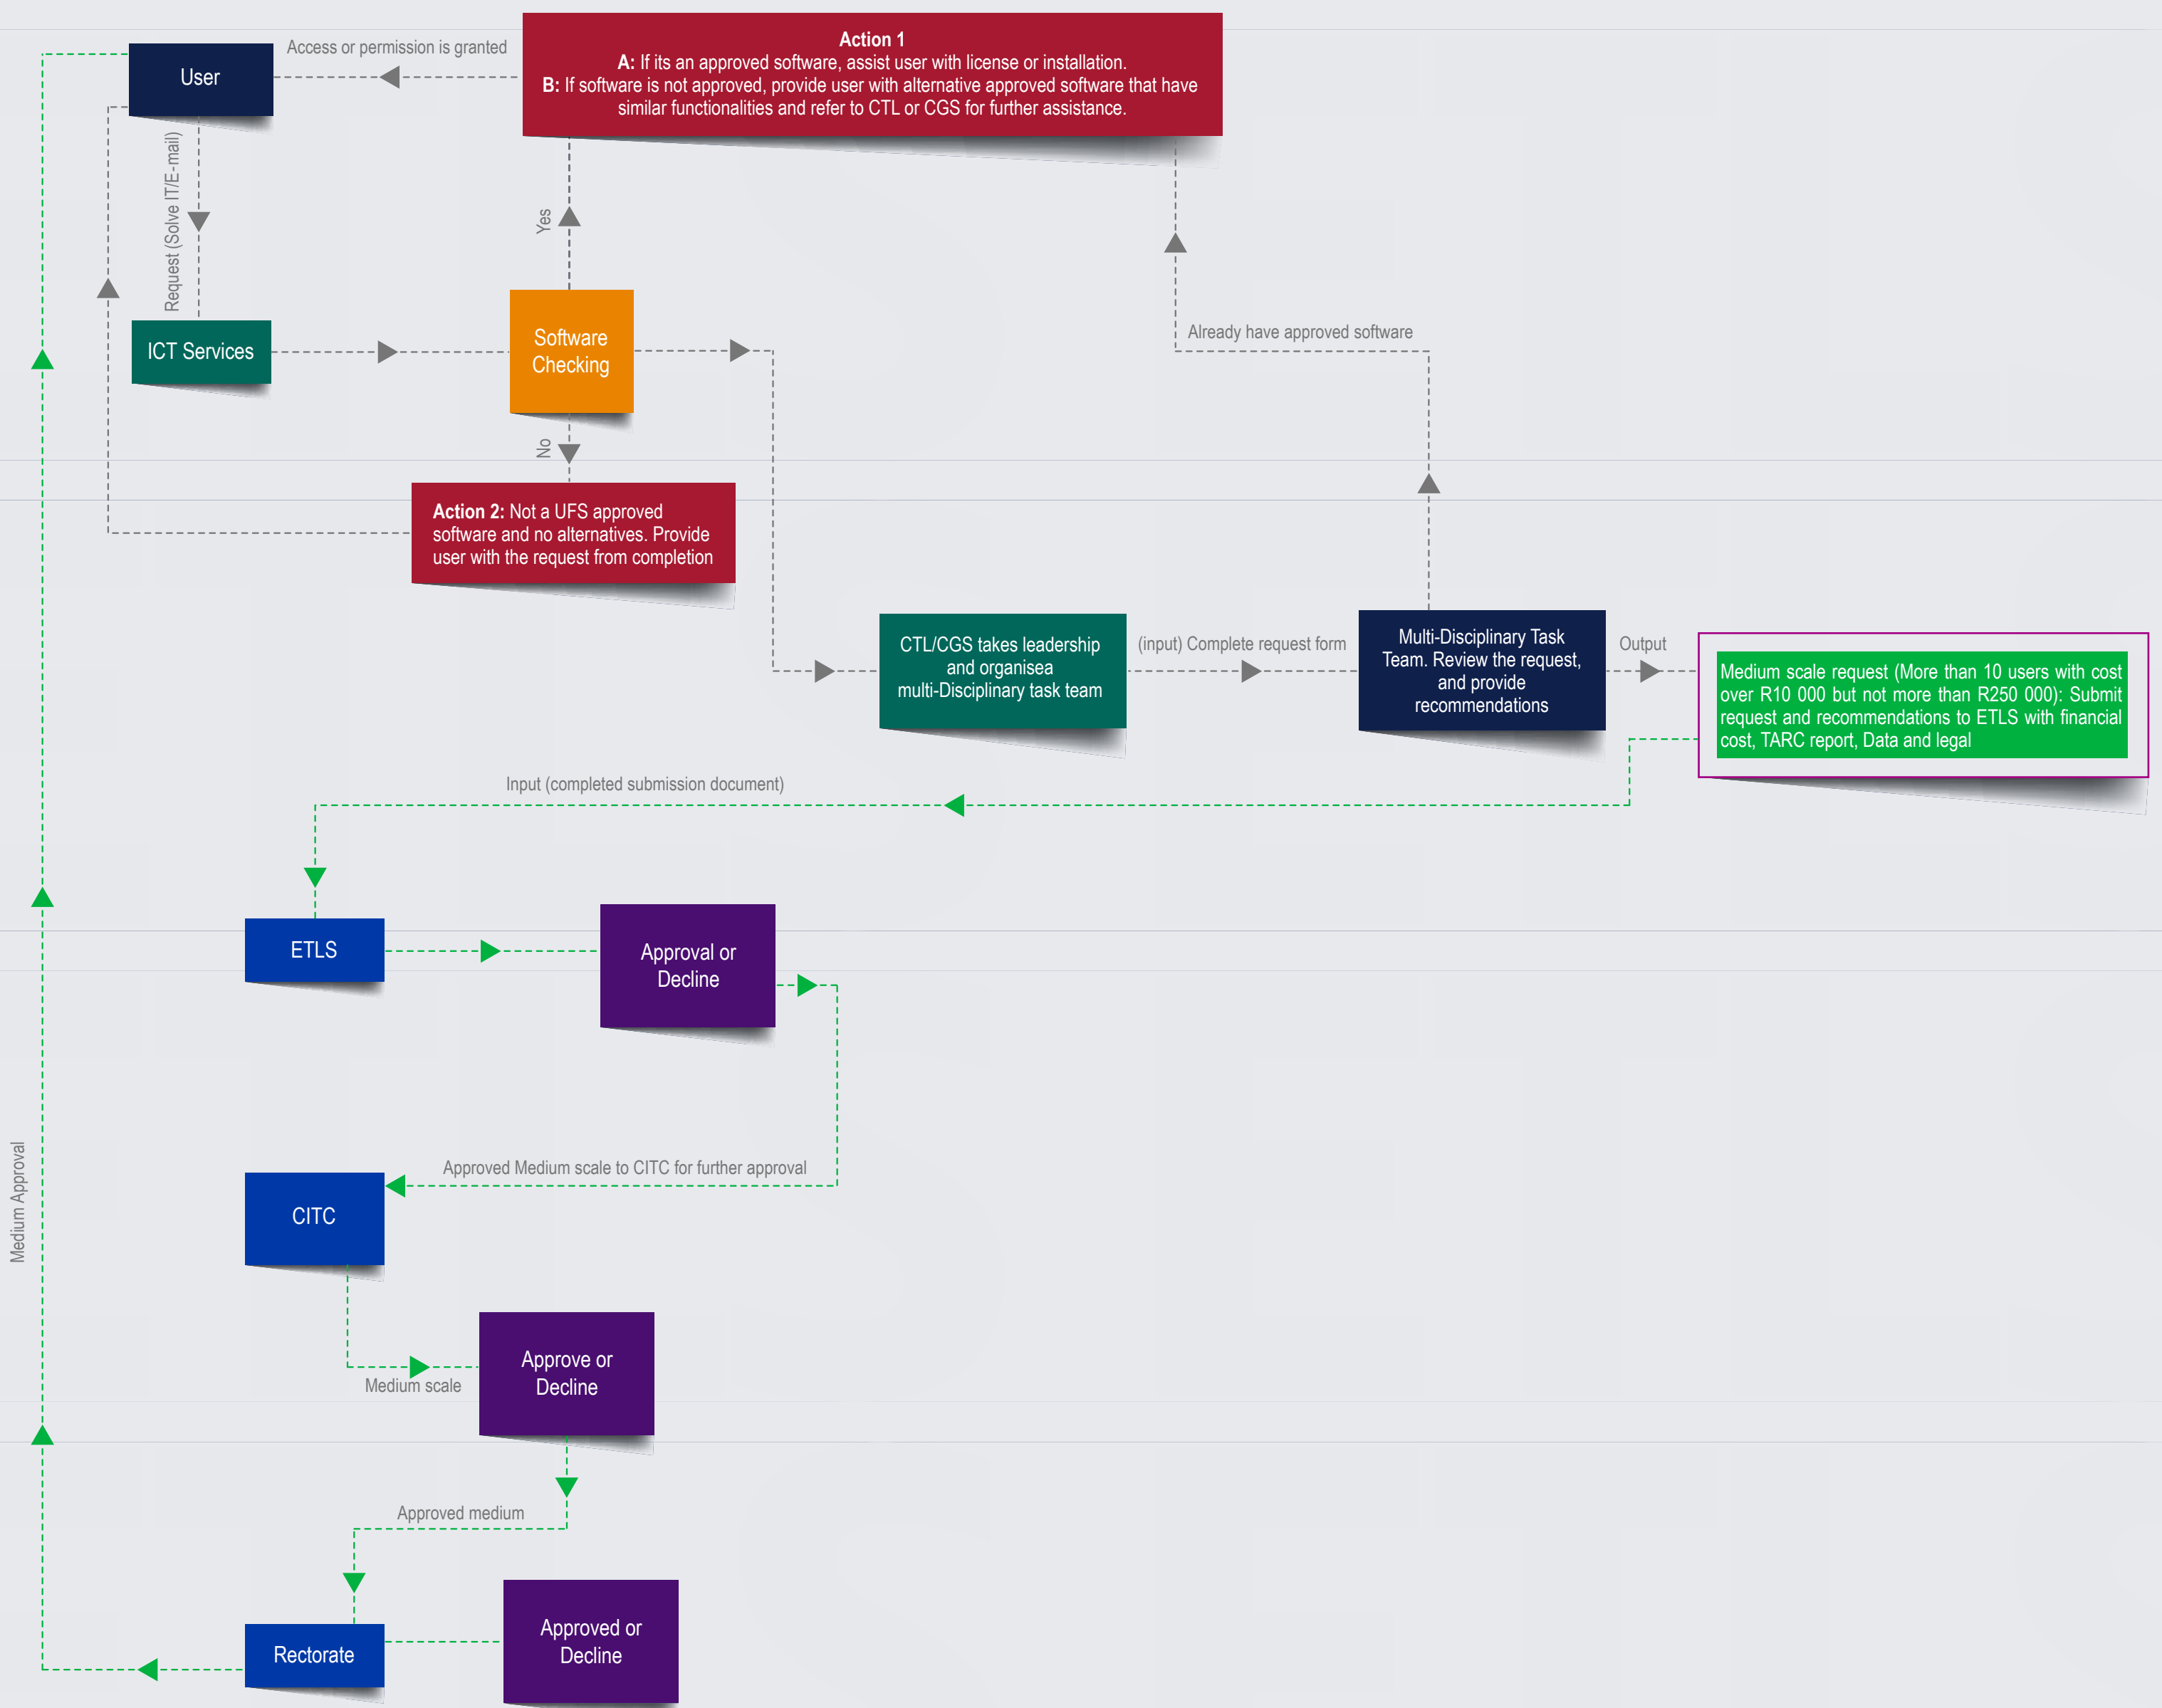 Action 1
A: If its an approved software, assist user with license or installation.
B: If software is not approved, provide user with alternative approved software that have
similar functionalities and refer to CTL or CGS for further assistance.
Access or permission is granted
User
Request (Solve IT/E-mail)
Yes
ICT Services
Software
Checking
Already have approved software
No
Action 2: Not a UFS approved
software and no alternatives. Provide
user with the request from completion
CTL/CGS takes leadership
and organisea
multi-Disciplinary task team
(input) Complete request form
Multi-Disciplinary Task
Team. Review the request,
and provide
recommendations
Output
Medium scale request (More than 10 users with cost
over R10 000 but not more than R250 000): Submit
request and recommendations to ETLS with financial
cost, TARC report, Data and legal
Input (completed submission document)
ETLS
Approval or
Decline
Approved Medium scale to CITC for further approval
CITC
Medium Approval
Approve or
Decline
Medium scale
Approved medium
Rectorate
Approved or
Decline